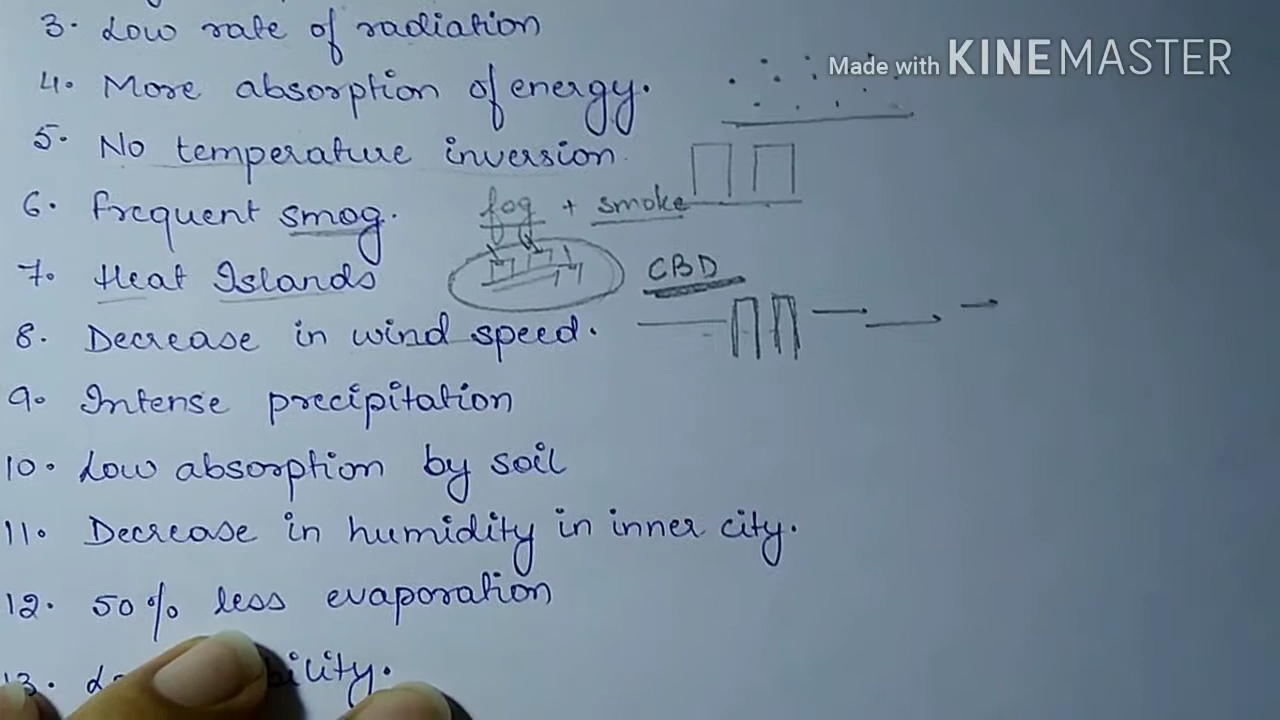 3. Low rate of radiation
Made with KINEMASTER
4. More absorption of energy.
5. No temperature inversion.
6. Frequent smog. fog + smoke
7. Heat Islands CBD
8. Decrease in wind speed.
9. Intense precipitation
10. Low absorption by soil
11. Decrease in humidity in inner city.
12. 50% less evaporation
13.